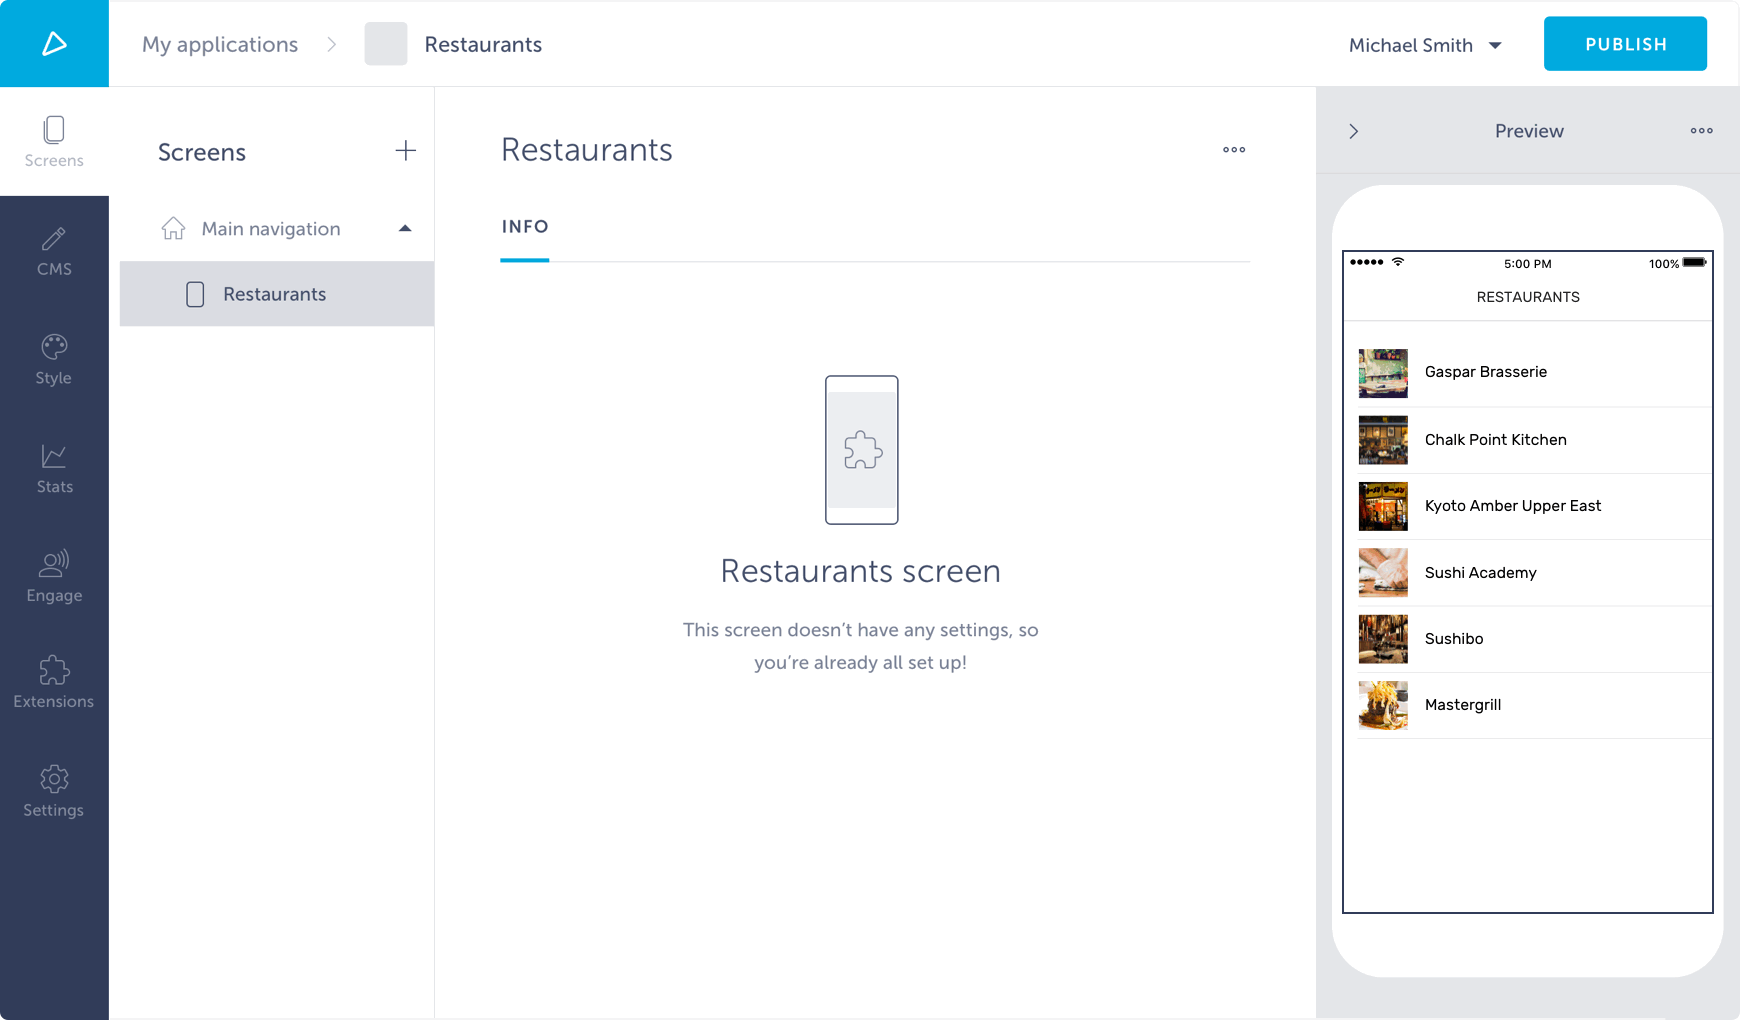 My applications
Restaurants
Michael Smith
PUBLISH
Screens
CMS
Style
Stats
Engage
Extensions
Settings
Screens
Main navigation
Restaurants
Restaurants
INFO
Restaurants screen
This screen doesn't have any settings, so
you're already all set up!
Preview
5:00 PM
100%
RESTAURANTS
Gaspar Brasserie
Chalk Point Kitchen
Kyoto Amber Upper East
Sushi Academy
Sushibo
Mastergrill